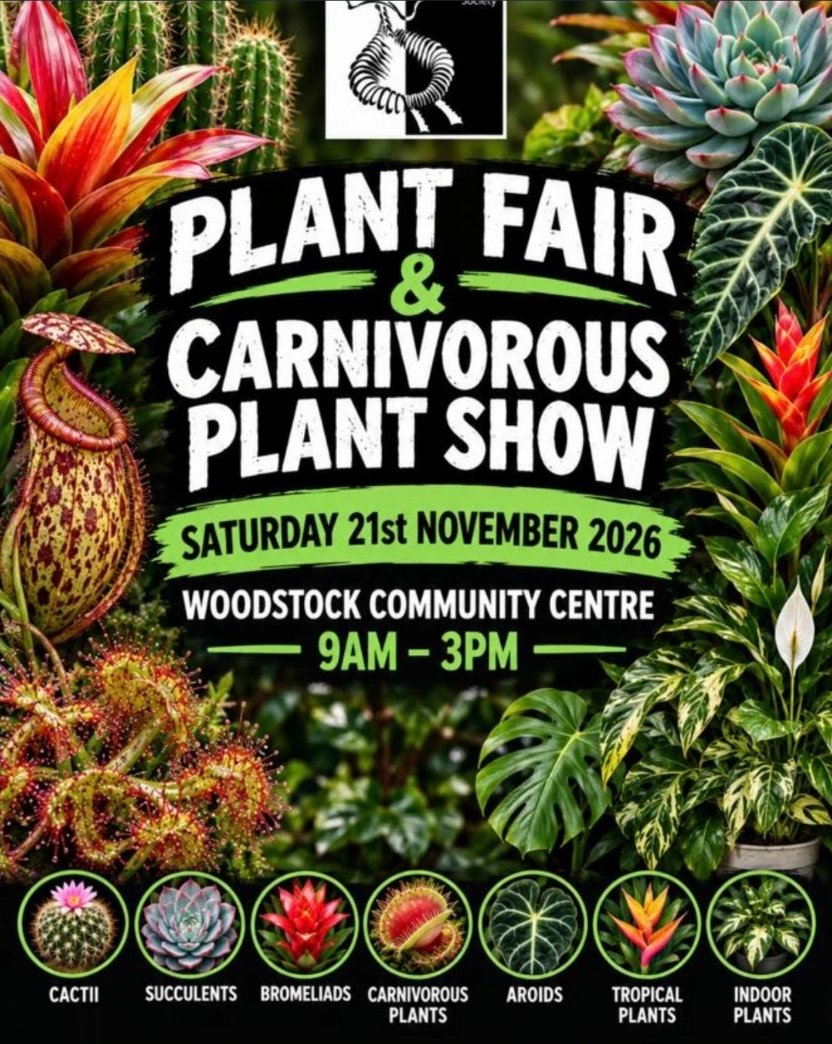 Society
PLANT FAIR
&
CARNIVOROUS
PLANT SHOW
SATURDAY 21st NOVEMBER 2026
WOODSTOCK COMMUNITY CENTRE
9AM – 3PM
CACTII
SUCCULENTS
BROMELIADS
CARNIVOROUS
PLANTS
AROIDS
TROPICAL
PLANTS
INDOOR
PLANTS